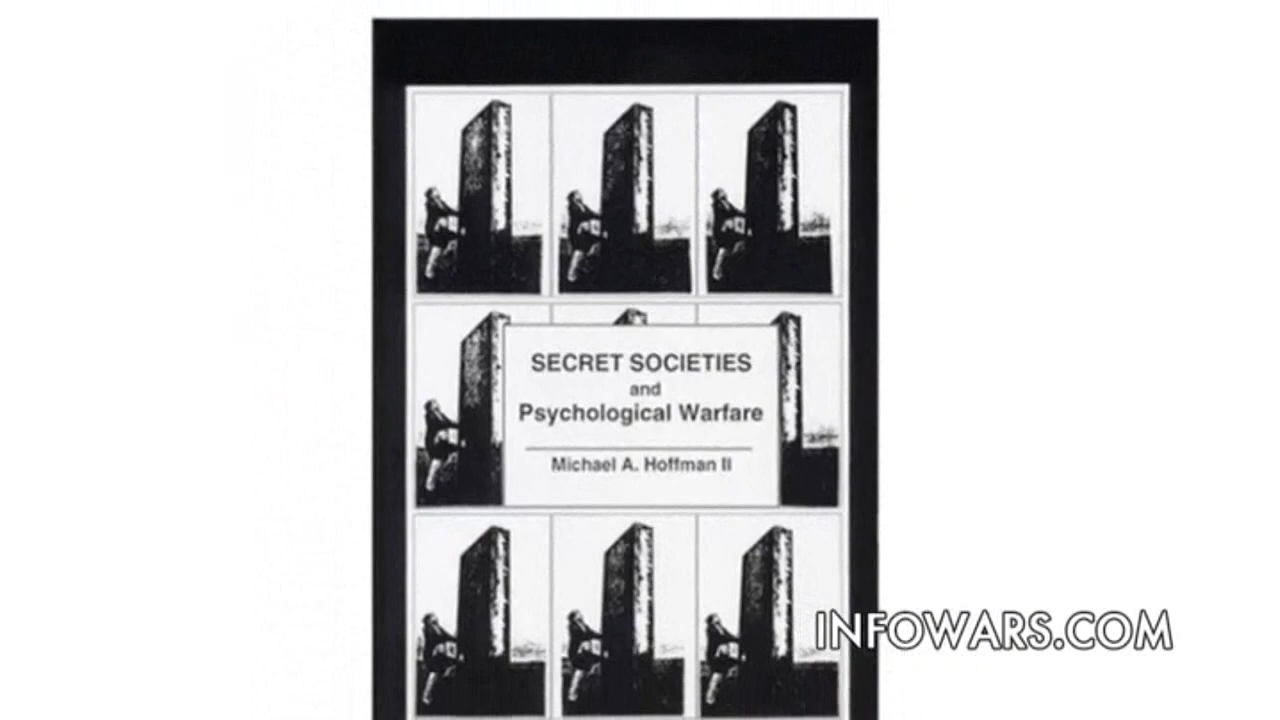 SECRET SOCIETIES
and
Psychological Warfare
Michael A. Hoffman II
INFOWARS.COM